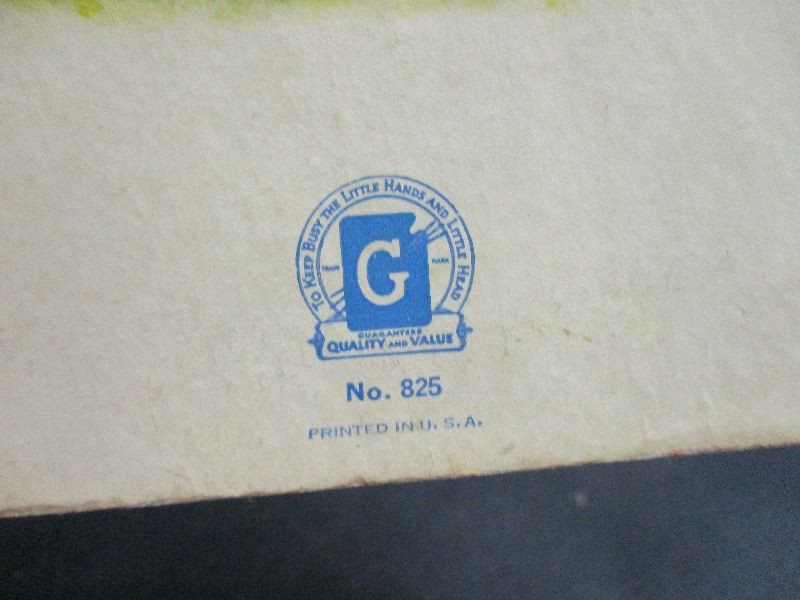 TO KEEP BUSY THE LITTLE HANDS AND LITTLE HEAD
TRADE MARK
G
GUARANTEES
QUALITY AND VALUE
No. 825
PRINTED IN U. S. A.